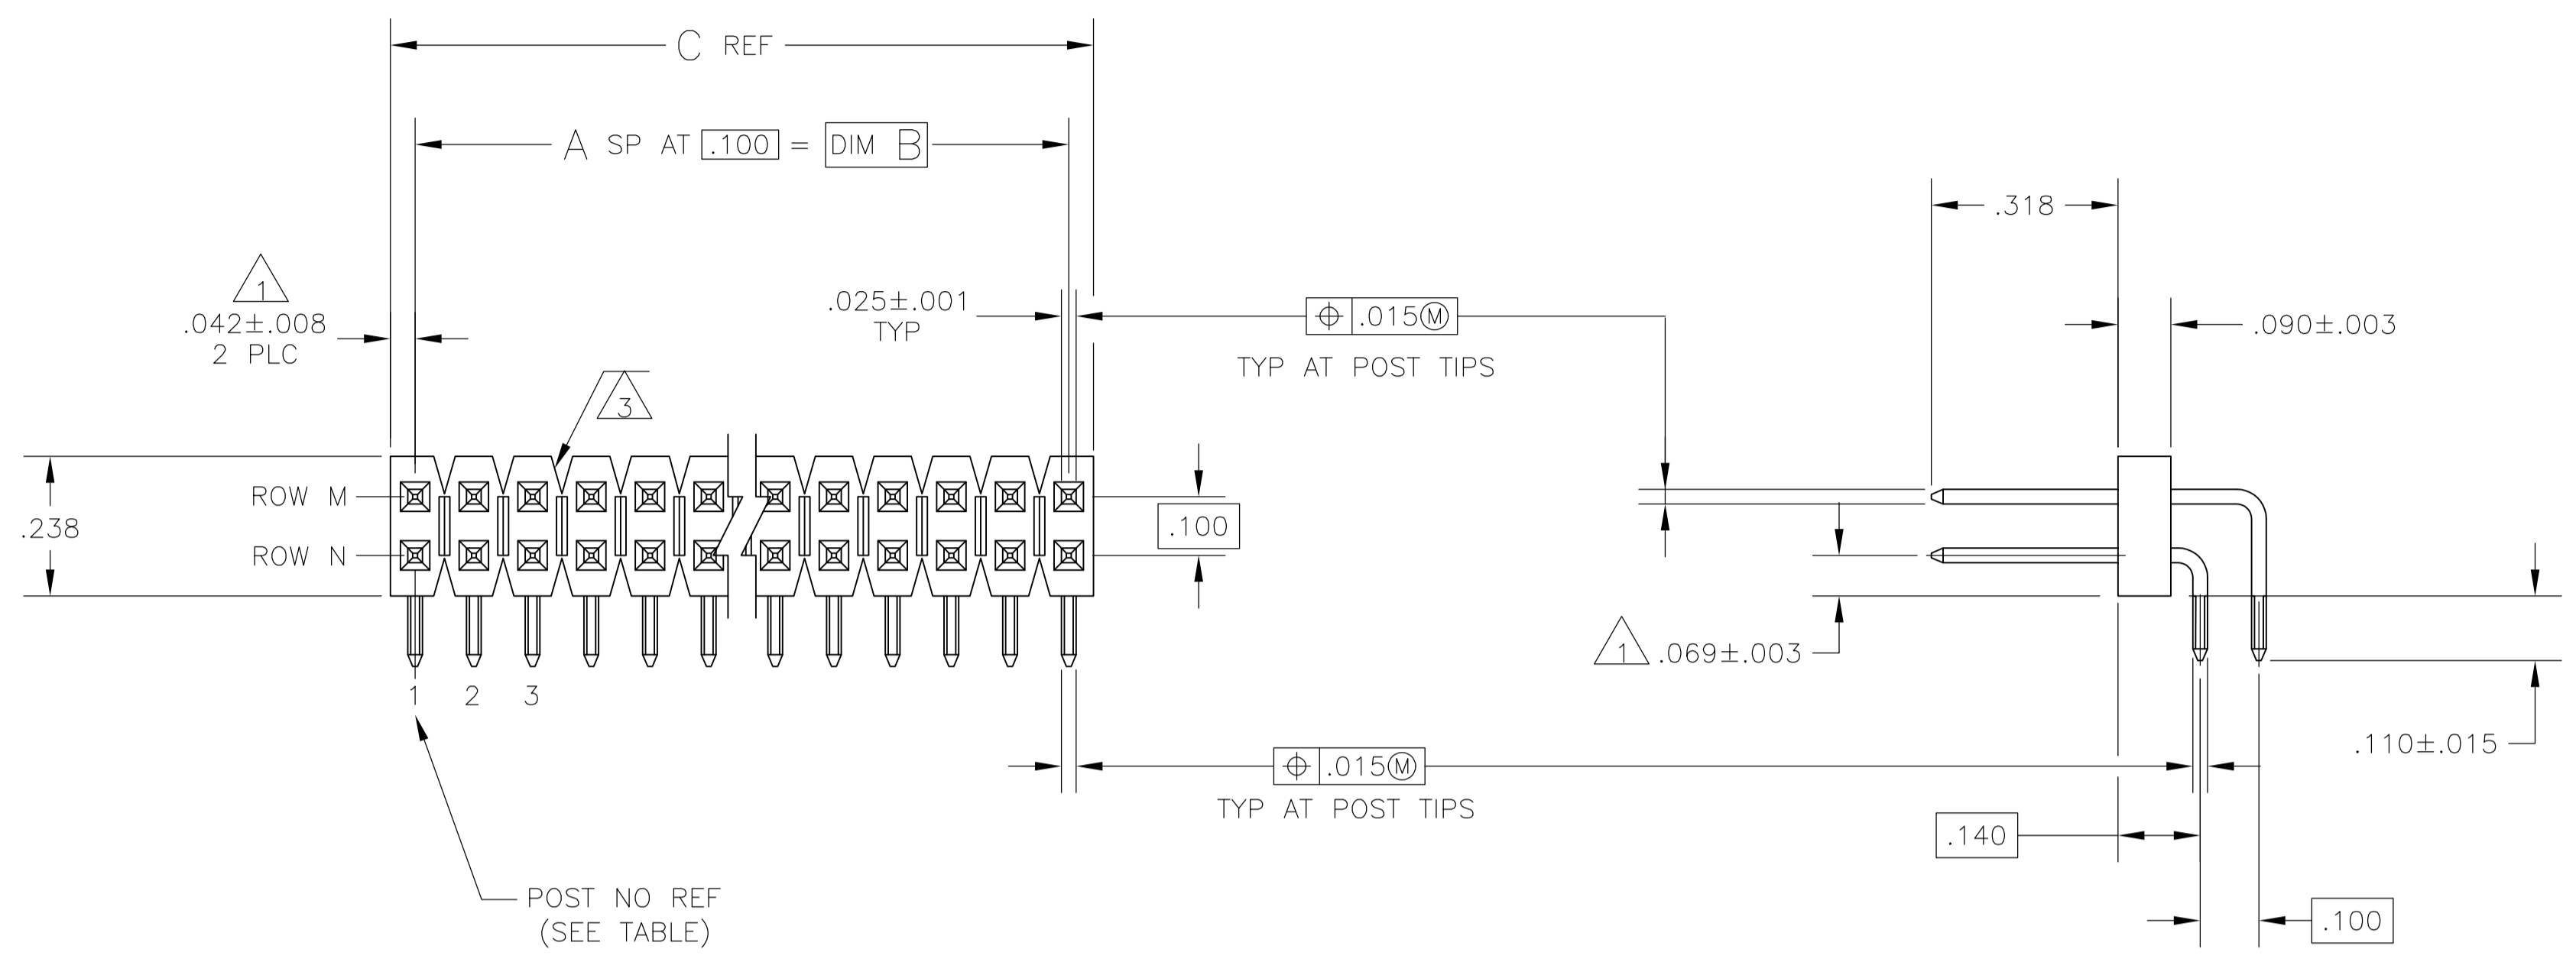 C REF
A SP AT .100 = DIM B
.318
1
.042±.008
2 PLC
.025±.001
TYP
⌖ .015Ⓜ
TYP AT POST TIPS
.090±.003
3
ROW M
ROW N
.238
.100
1 .069±.003
1 2 3
.110±.015
⌖ .015Ⓜ
TYP AT POST TIPS
.140
POST NO REF
(SEE TABLE)
.100